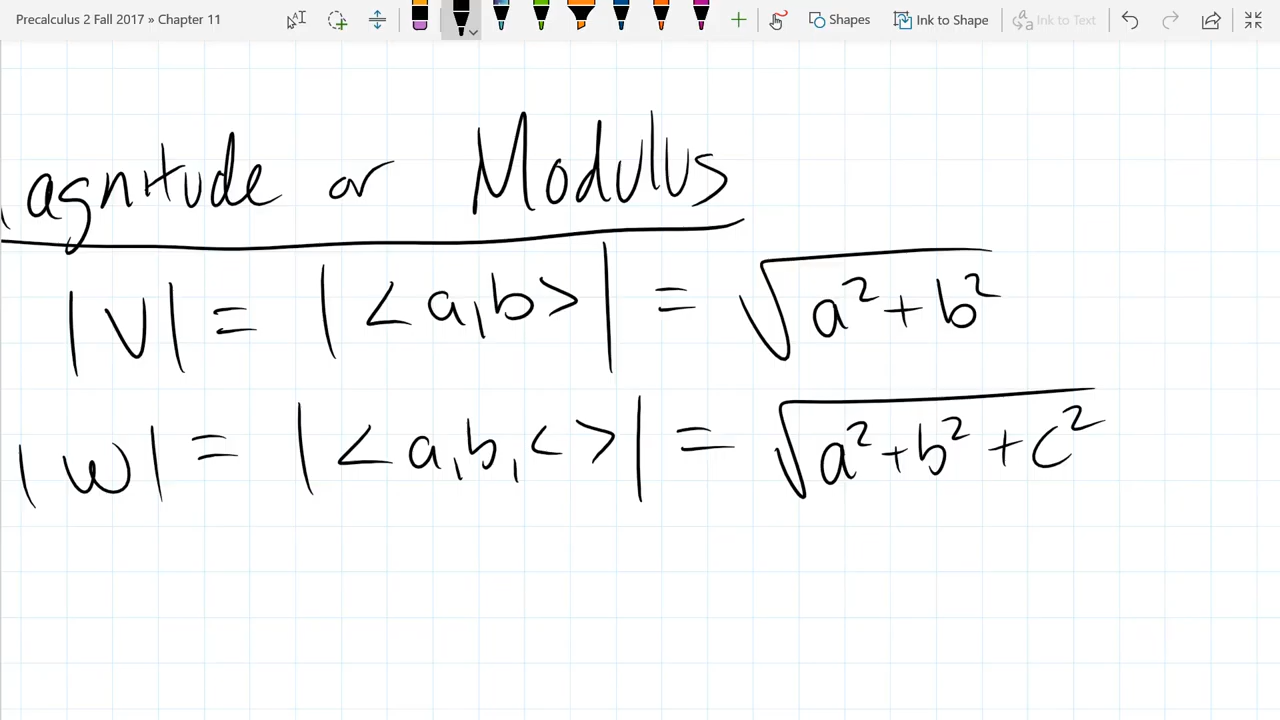 Precalculus 2 Fall 2017 » Chapter 11
Shapes
Ink to Shape
Ink to Text
agnitude or Modulus
|v| = |<a,b>| = √a²+b²
|w| = |<a,b,c>| = √a²+b²+c²